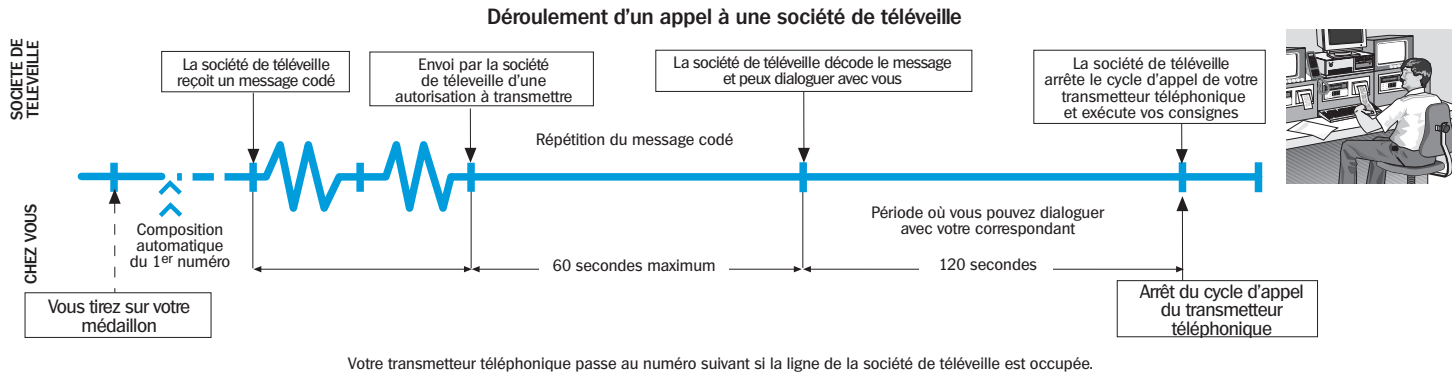 Déroulement d'un appel à une société de téléveille
SOCIETE DE
TELEVEILLE
La société de téléveille
reçoit un message codé
Envoi par la société
de téleveille d'une
autorisation à transmettre
La société de téléveille décode le message
et peux dialoguer avec vous
La société de téléveille
arrête le cycle d'appel de votre
transmetteur téléphonique
et exécute vos consignes
Répétition du message codé
CHEZ VOUS
Composition
automatique
du 1er numéro
Période où vous pouvez dialoguer
avec votre correspondant
60 secondes maximum
120 secondes
Vous tirez sur votre
médaillon
Arrêt du cycle d'appel
du transmetteur
téléphonique
Votre transmetteur téléphonique passe au numéro suivant si la ligne de la société de téléveille est occupée.